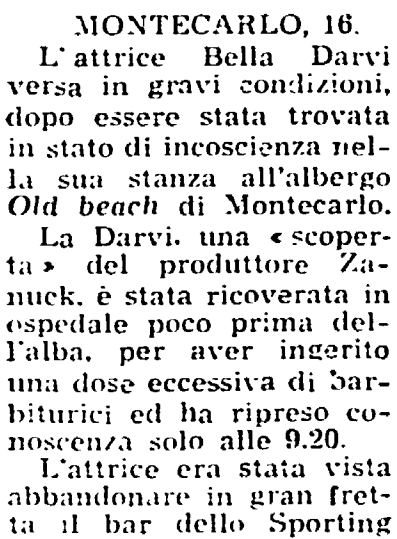 MONTECARLO, 16.
L'attrice Bella Darvi
versa in gravi condizioni,
dopo essere stata trovata
in stato di incoscienza nel-
la sua stanza all'albergo
Old beach di Montecarlo.
La Darvi, una « scoper-
ta » del produttore Za-
nuck, è stata ricoverata in
ospedale poco prima del-
l'alba, per aver ingerito
una dose eccessiva di bar-
biturici ed ha ripreso co-
noscenza solo alle 9.20.
L'attrice era stata vista
abbandonare in gran fret-
ta il bar dello Sporting